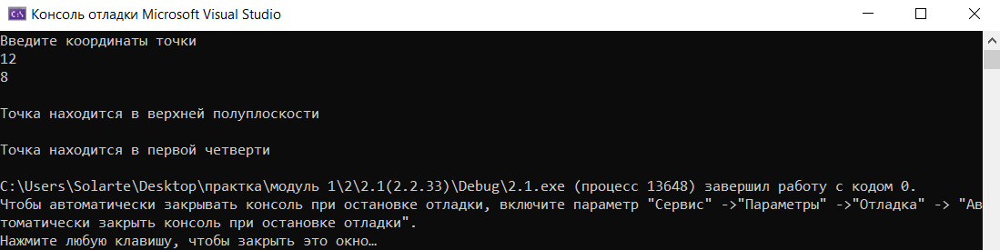 Консоль отладки Microsoft Visual Studio
Введите координаты точки
12
8
Точка находится в верхней полуплоскости
Точка находится в первой четверти
C:\Users\Solarte\Desktop\практка\модуль 1\2\2.1(2.2.33)\Debug\2.1.exe (процесс 13648) завершил работу с кодом 0.
Чтобы автоматически закрывать консоль при остановке отладки, включите параметр "Сервис" ->"Параметры" ->"Отладка" -> "Ав
томатически закрыть консоль при остановке отладки".
Нажмите любую клавишу, чтобы закрыть это окно…